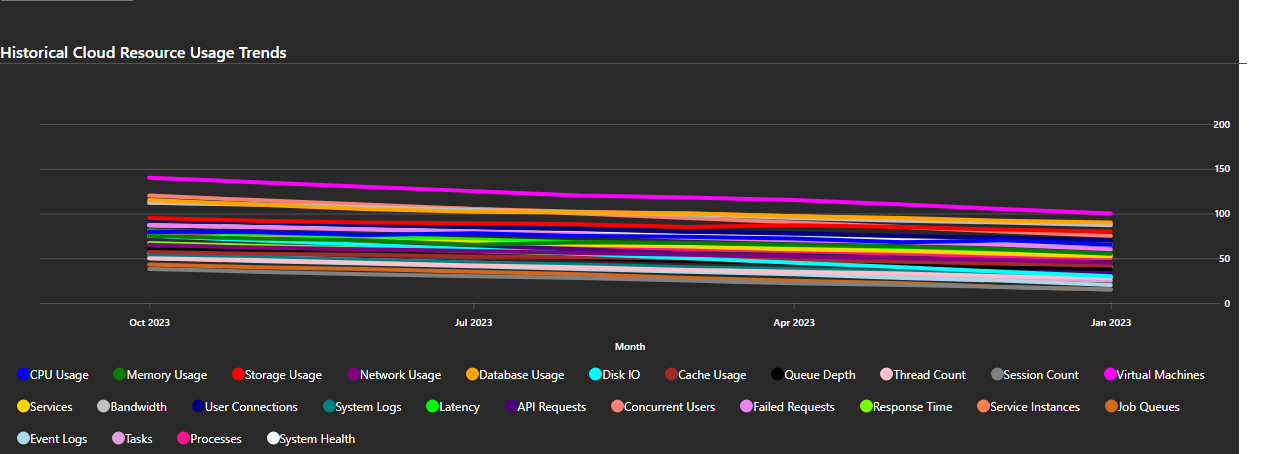 Historical Cloud Resource Usage Trends
200
150
100
50
0
Oct 2023 Jul 2023 Apr 2023 Jan 2023
Month
CPU Usage Memory Usage Storage Usage Network Usage Database Usage Disk IO Cache Usage Queue Depth Thread Count Session Count Virtual Machines
Services Bandwidth User Connections System Logs Latency API Requests Concurrent Users Failed Requests Response Time Service Instances Job Queues
Event Logs Tasks Processes System Health